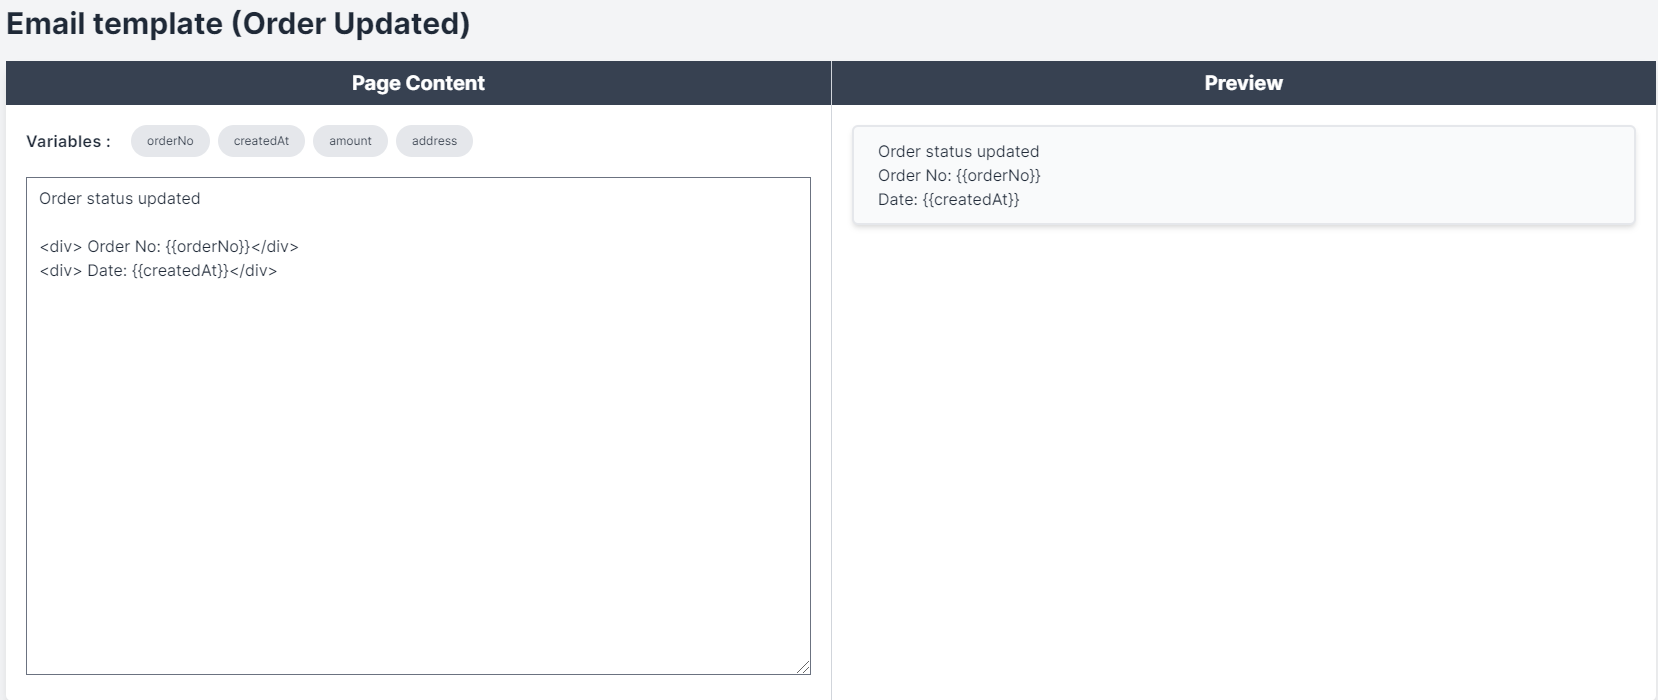 Email template (Order Updated)
Page Content
Variables :
orderNo
createdAt
amount
address
Order status updated
<div> Order No: {{orderNo}}</div>
<div> Date: {{createdAt}}</div>
Preview
Order status updated
Order No: {{orderNo}}
Date: {{createdAt}}